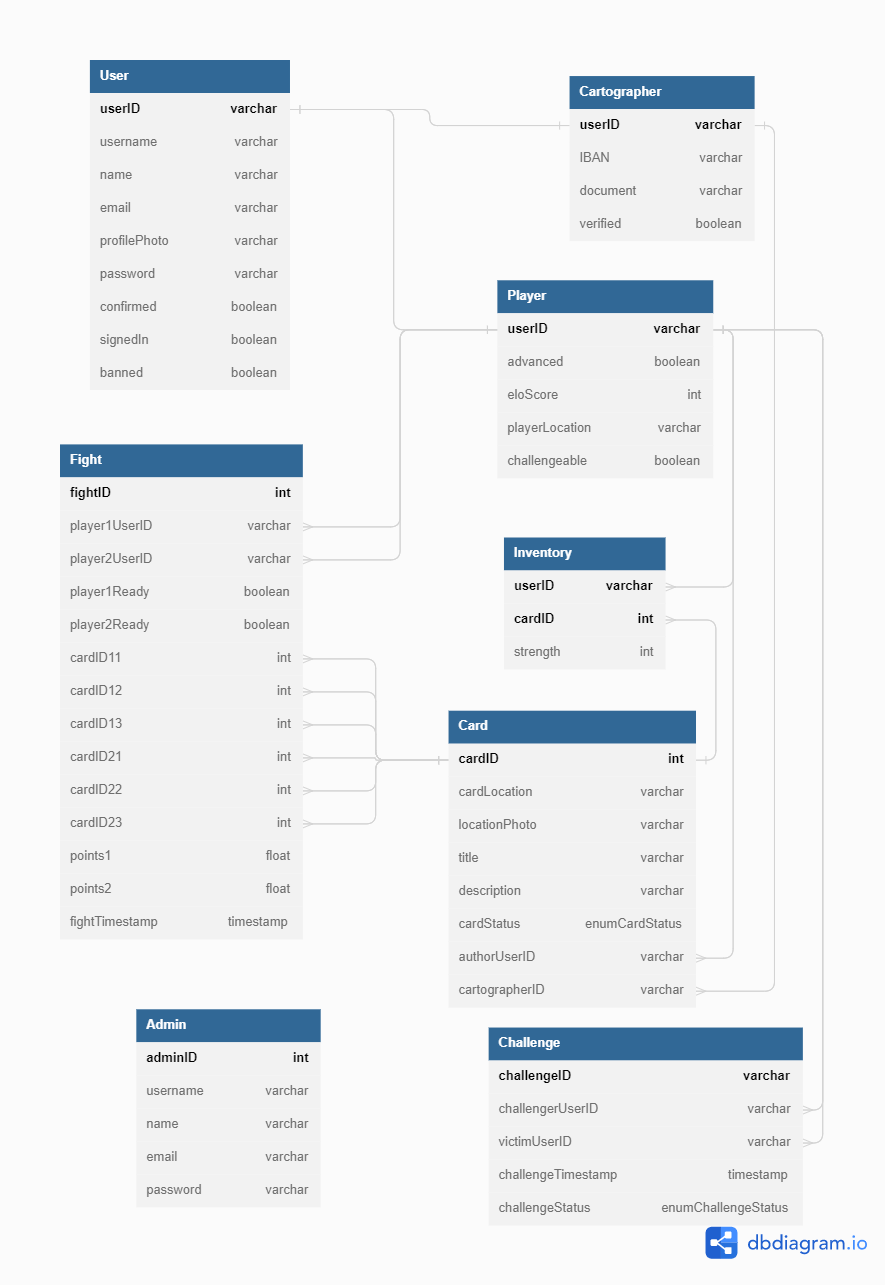 User
userID varchar
username varchar
name varchar
email varchar
profilePhoto varchar
password varchar
confirmed boolean
signedIn boolean
banned boolean
Cartographer
userID varchar
IBAN varchar
document varchar
verified boolean
Player
userID varchar
advanced boolean
eloScore int
playerLocation varchar
challengeable boolean
Fight
fightID int
player1UserID varchar
player2UserID varchar
player1Ready boolean
player2Ready boolean
cardID11 int
cardID12 int
cardID13 int
cardID21 int
cardID22 int
cardID23 int
points1 float
points2 float
fightTimestamp timestamp
Inventory
userID varchar
cardID int
strength int
Card
cardID int
cardLocation varchar
locationPhoto varchar
title varchar
description varchar
cardStatus enumCardStatus
authorUserID varchar
cartographerID varchar
Admin
adminID int
username varchar
name varchar
email varchar
password varchar
Challenge
challengeID varchar
challengerUserID varchar
victimUserID varchar
challengeTimestamp timestamp
challengeStatus enumChallengeStatus
dbdiagram.io